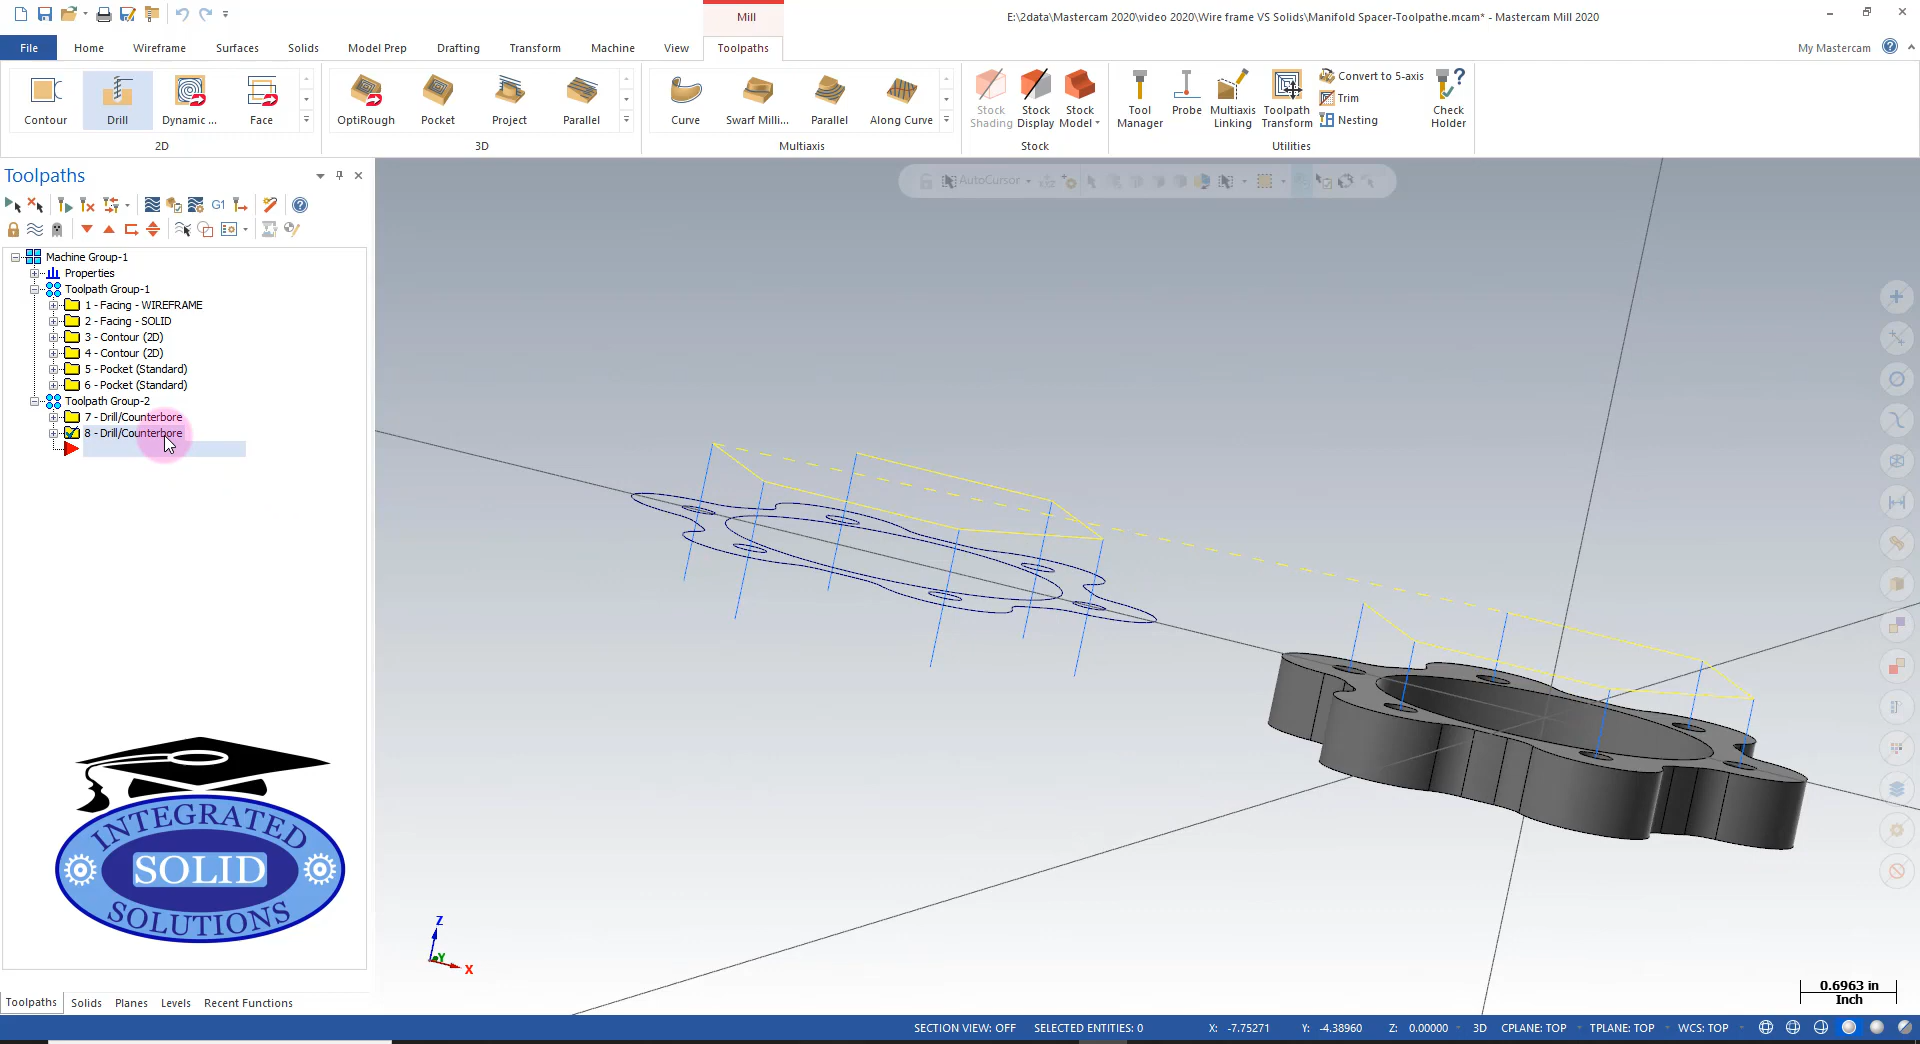 Mill
E:\2data\Mastercam 2020\video 2020\Wire frame VS Solids\Manifold Spacer-Toolpathe.mcam* - Mastercam Mill 2020
File
Home
Wireframe
Surfaces
Solids
Model Prep
Drafting
Transform
Machine
View
Toolpaths
My Mastercam
Contour
Drill
Dynamic ...
Face
2D
OptiRough
Pocket
Project
Parallel
3D
Curve
Swarf Milli...
Parallel
Along Curve
Multiaxis
Stock Shading
Stock Display
Stock Model
Stock
Tool Manager
Probe
Multiaxis Linking
Toolpath Transform
Convert to 5-axis
Trim
Nesting
Check Holder
Utilities
Toolpaths
G1
AutoCursor
Machine Group-1
Properties
Toolpath Group-1
1 - Facing - WIREFRAME
2 - Facing - SOLID
3 - Contour (2D)
4 - Contour (2D)
5 - Pocket (Standard)
6 - Pocket (Standard)
Toolpath Group-2
7 - Drill/Counterbore
8 - Drill/Counterbore
INTEGRATED
SOLID
SOLUTIONS
Z
Y
X
0.6963 in
Inch
Toolpaths
Solids
Planes
Levels
Recent Functions
SECTION VIEW: OFF
SELECTED ENTITIES: 0
X: -7.75271
Y: -4.38960
Z: 0.00000
3D
CPLANE: TOP
TPLANE: TOP
WCS: TOP